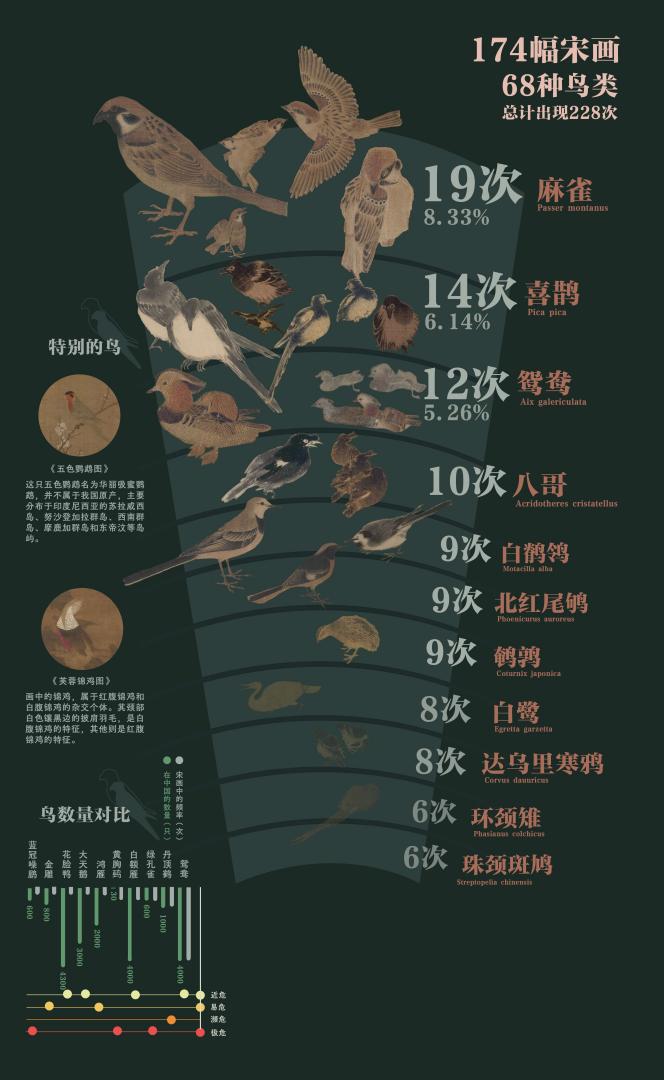 174幅宋画
68种鸟类
总计出现228次
19次 麻雀
8.33% Passer montanus
14次 喜鹊
6.14% Pica pica
12次 鸳鸯
5.26% Aix galericulata
10次 八哥
Acridotheres cristatellus
9次 白鹡鸰
Motacilla alba
9次 北红尾鸲
Phoenicurus auroreus
9次 鹌鹑
Coturnix japonica
8次 白鹭
Egretta garzetta
8次 达乌里寒鸦
Corvus dauuricus
6次 环颈雉
Phasianus colchicus
6次 珠颈斑鸠
Streptopelia chinensis
特别的鸟
《五色鹦鹉图》
这只五色鹦鹉名为华丽吸蜜鹦
鹉，并不属于我国原产，主要
分布于印度尼西亚的苏拉威西
岛、努沙登加拉群岛、西南群
岛、摩鹿加群岛和东帝汶等岛
屿。
《芙蓉锦鸡图》
画中的锦鸡，属于红腹锦鸡和
白腹锦鸡的杂交个体。其颈部
白色镶黑边的披肩羽毛，是白
腹锦鸡的特征，其他则是红腹
锦鸡的特征。
鸟数量对比
宋画中的频率（次）
在中国的数量（只）
蓝冠噪鹛
金雕
花脸鸭
大天鹅
鸿雁
黄胸鹀
白额雁
绿孔雀
丹顶鹤
鸳鸯
600
800
4300
3000
2000
30
4000
600
1000
4000
近危
易危
濒危
极危